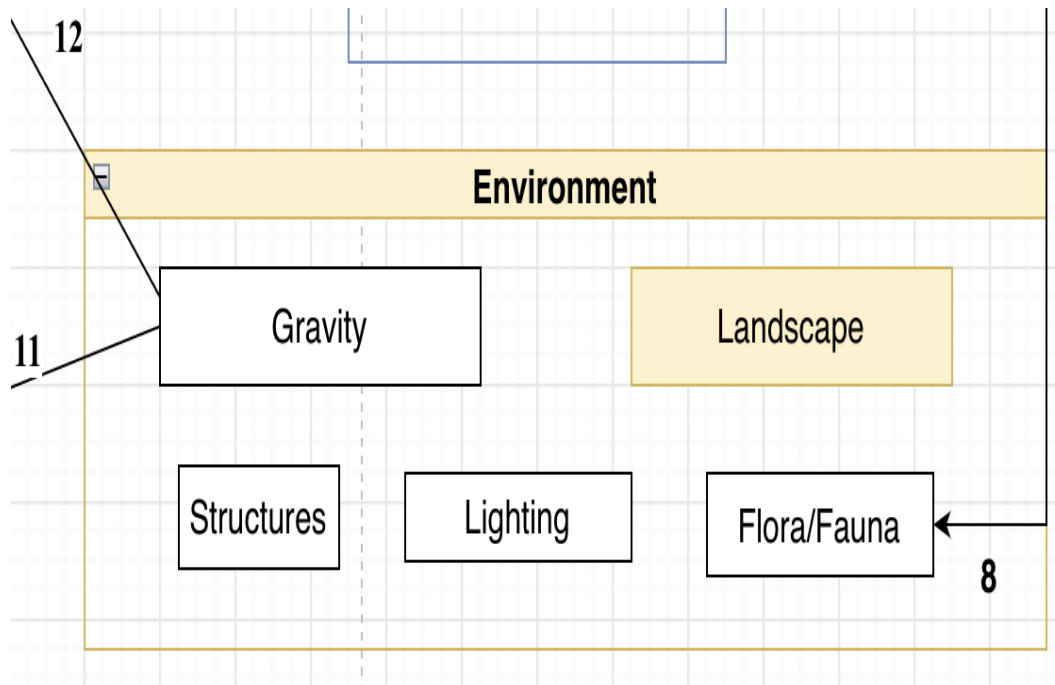 12
Environment
Gravity
Landscape
11
Structures
Lighting
Flora/Fauna
8